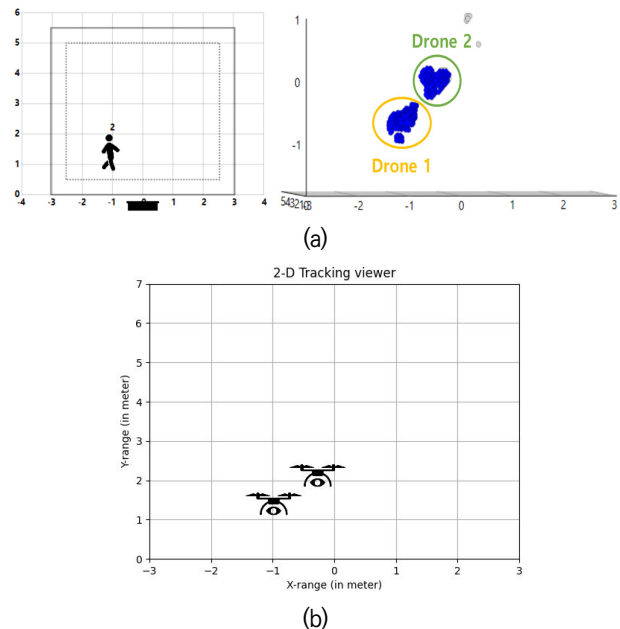 6
5
4
3
2
1
0
2
-4 -3 -2 -1 0 1 2 3 4
1
0
-1
Drone 2
Drone 1
-2 -1 0 1 2 3
(a)
2-D Tracking viewer
Y-range (in meter)
7
6
5
4
3
2
1
0
−3 −2 −1 0 1 2 3
X-range (in meter)
(b)